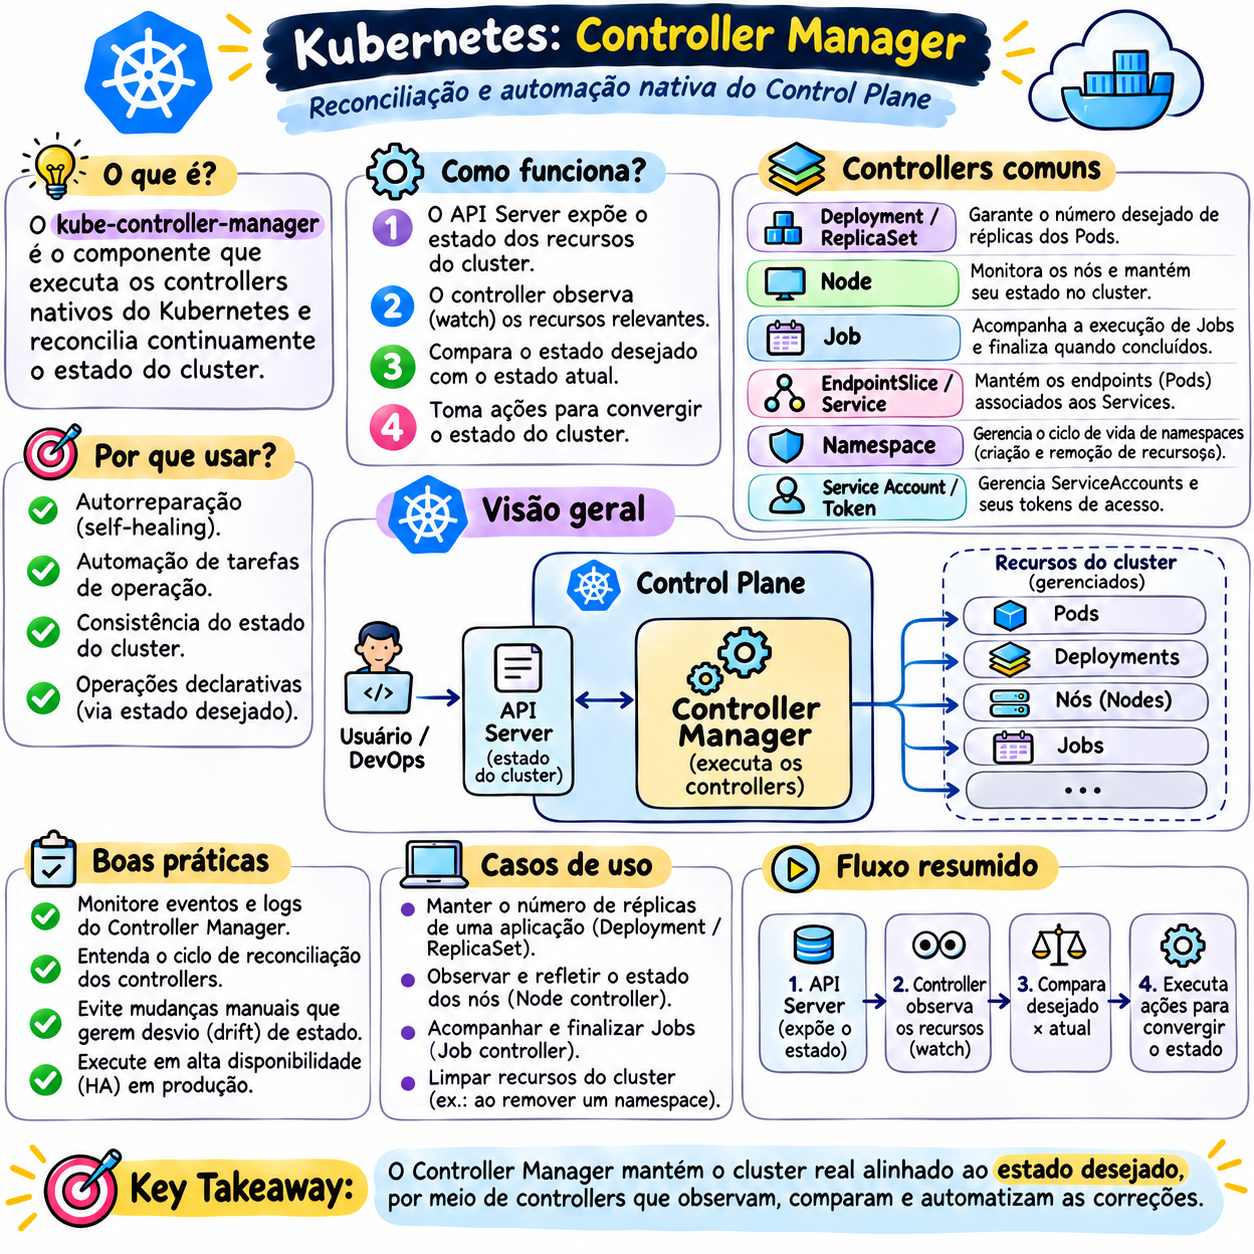 Kubernetes: Controller Manager
Reconciliação e automação nativa do Control Plane
O que é?
O kube-controller-manager
é o componente que
executa os controllers
nativos do Kubernetes e
reconcilia continuamente
o estado do cluster.
Como funciona?
1
O API Server expõe o
estado dos recursos
do cluster.
2
O controller observa
(watch) os recursos relevantes.
3
Compara o estado desejado
com o estado atual.
4
Toma ações para convergir
o estado do cluster.
Controllers comuns
Deployment /
ReplicaSet
Garante o número desejado de
réplicas dos Pods.
Node
Monitora os nós e mantém
seu estado no cluster.
Job
Acompanha a execução de Jobs
e finaliza quando concluídos.
EndpointSlice /
Service
Mantém os endpoints (Pods)
associados aos Services.
Namespace
Gerencia o ciclo de vida de namespaces
(criação e remoção de
Service Account /
Token
Gerencia ServiceAccounts e
seus tokens de acesso.
Por que usar?
Autorreparação
(self-healing).
Automação de tarefas
de operação.
Consistência do estado
do cluster.
Operações declarativas
(via estado desejado).
Visão geral
Usuário /
DevOps
</>
API
Server
(estado
do cluster)
Control Plane
Controller
Manager
(executa os
controllers)
Recursos do cluster
(gerenciados)
Pods
Deployments
Nós (Nodes)
Jobs
...
Boas práticas
Monitore eventos e logs
do Controller Manager.
Entenda o ciclo de reconciliação
dos controllers.
Evite mudanças manuais que
gerem desvio (drift) de estado.
Execute em alta disponibilidade
(HA) em produção.
Casos de uso
Manter o número de réplicas
de uma aplicação (Deployment /
ReplicaSet).
Observar e refletir o estado
dos nós (Node controller).
Acompanhar e finalizar Jobs
(Job controller).
Limpar recursos do cluster
(ex.: ao remover um namespace).
Fluxo resumido
1. API
Server
(expõe o
estado)
2. Controller
observa
os recursos
(watch)
3. Compara
desejado
× atual
4. Executa
ações para
convergir
o estado
Key Takeaway:
O Controller Manager mantém o cluster real alinhado ao estado desejado,
por meio de controllers que observam, comparam e automatizam as correções.